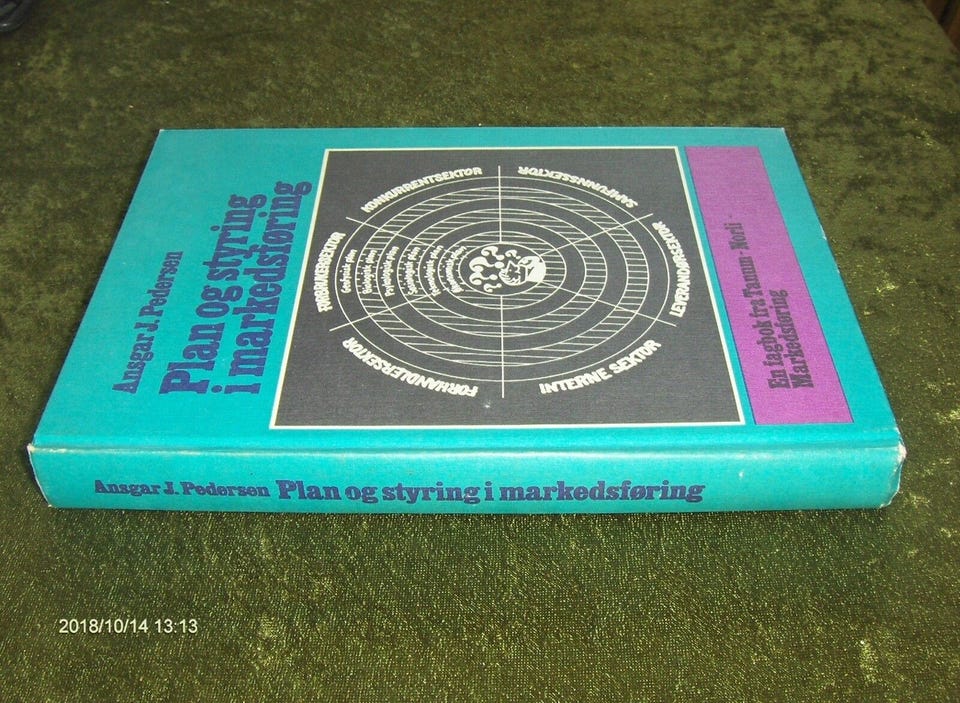 Ansgar J. Pedersen
Plan og styring
i markedsføring
KONKURRENTSEKTOR
SAMFUNNSSEKTOR
LEVERANDØRSEKTOR
INTERNE SEKTOR
FORHANDLERSEKTOR
FORBRUKERSEKTOR
En fagbok fra Tanum - Norli -
Markedsføring
Ansgar J. Pedersen Plan og styring i markedsføring
2018/10/14 13:13